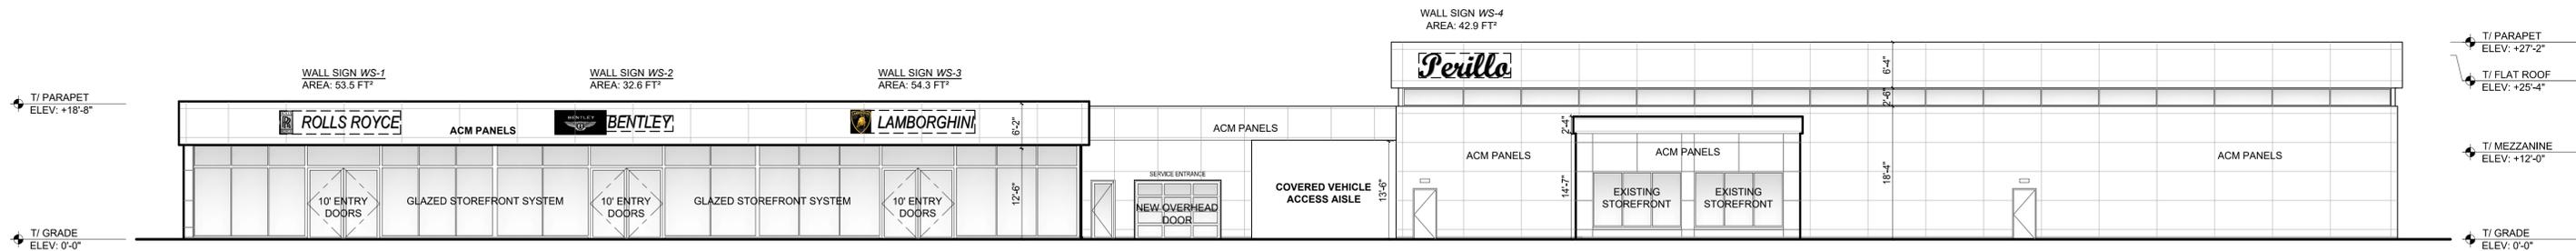 WALL SIGN WS-4
AREA: 42.9 FT²
T/ PARAPET
ELEV: +27'-2"
T/ FLAT ROOF
ELEV: +25'-4"
WALL SIGN WS-1
AREA: 53.5 FT²
WALL SIGN WS-2
AREA: 32.6 FT²
WALL SIGN WS-3
AREA: 54.3 FT²
Perillo
6'-4"
2'-6"
T/ PARAPET
ELEV: +18'-8"
ROLLS ROYCE
ACM PANELS
BENTLEY
BENTLEY
LAMBORGHINI
6'-2"
ACM PANELS
2'-4"
ACM PANELS
ACM PANELS
ACM PANELS
T/ MEZZANINE
ELEV: +12'-0"
SERVICE ENTRANCE
18'-4"
10' ENTRY
DOORS
GLAZED STOREFRONT SYSTEM
10' ENTRY
DOORS
GLAZED STOREFRONT SYSTEM
10' ENTRY
DOORS
12'-6"
NEW OVERHEAD
DOOR
COVERED VEHICLE
ACCESS AISLE
13'-6"
14'-7"
EXISTING
STOREFRONT
EXISTING
STOREFRONT
T/ GRADE
ELEV: 0'-0"
T/ GRADE
ELEV: 0'-0"